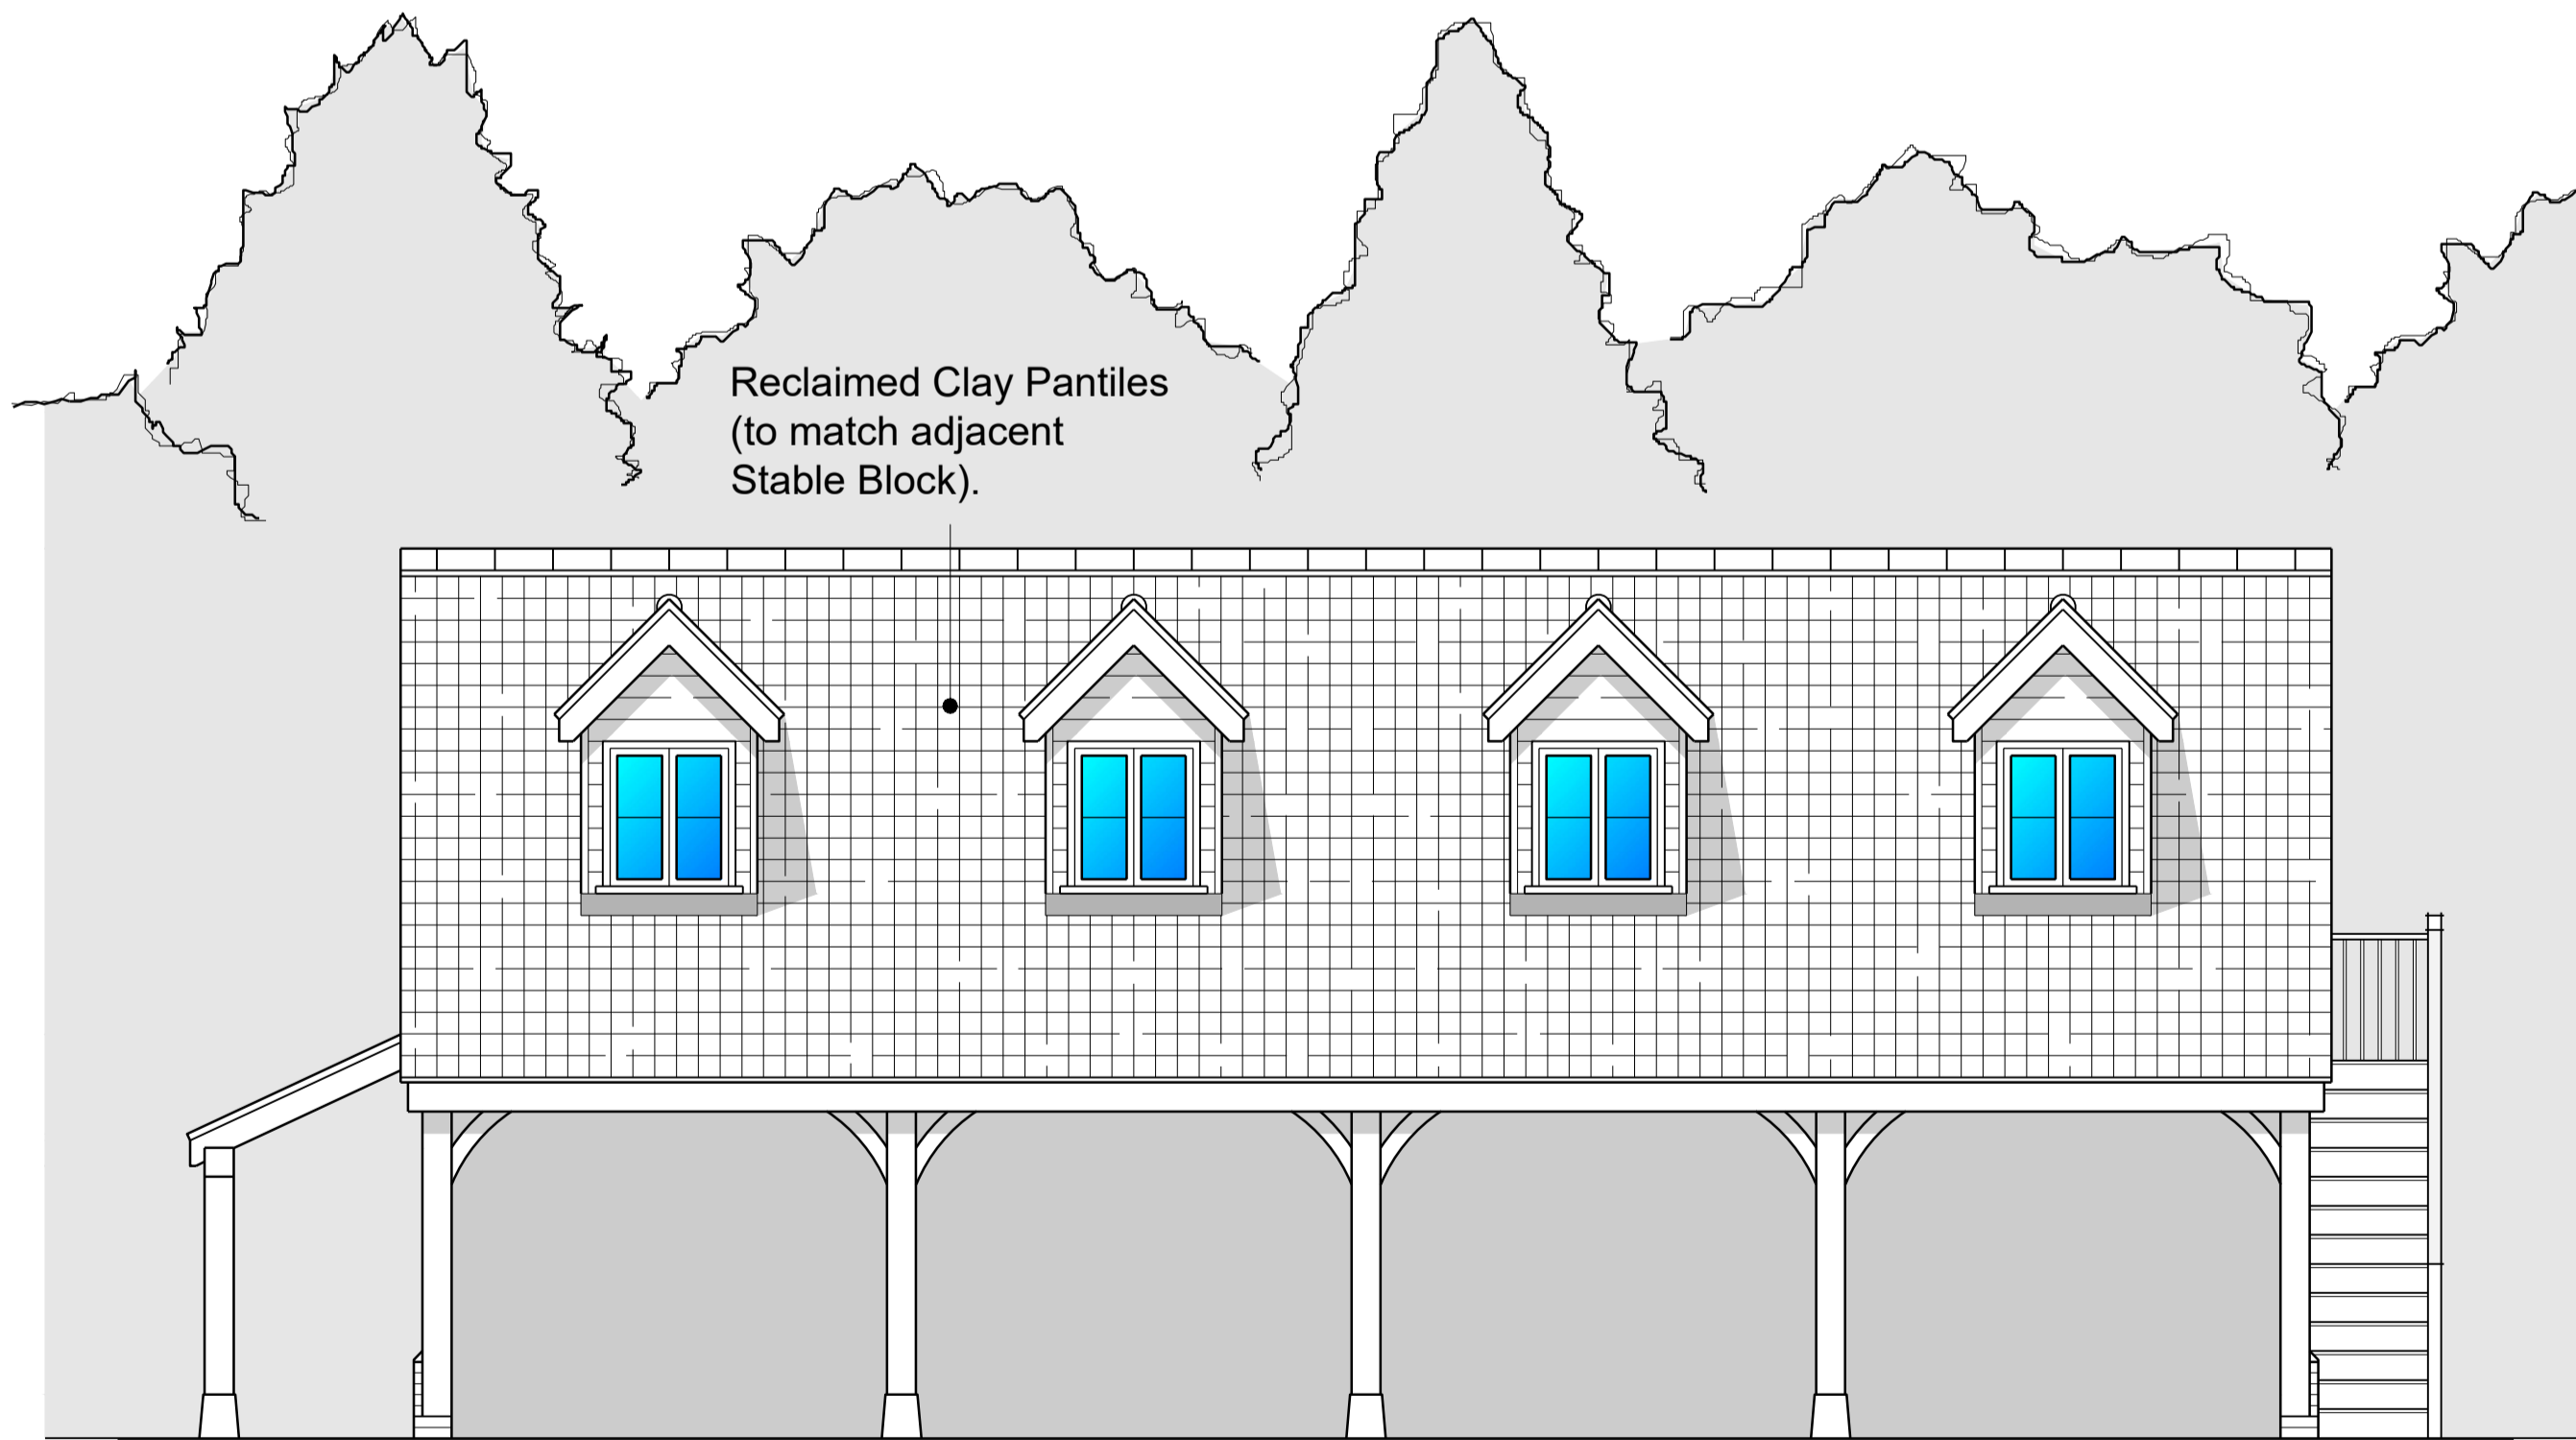 Reclaimed Clay Pantiles
(to match adjacent
Stable Block).